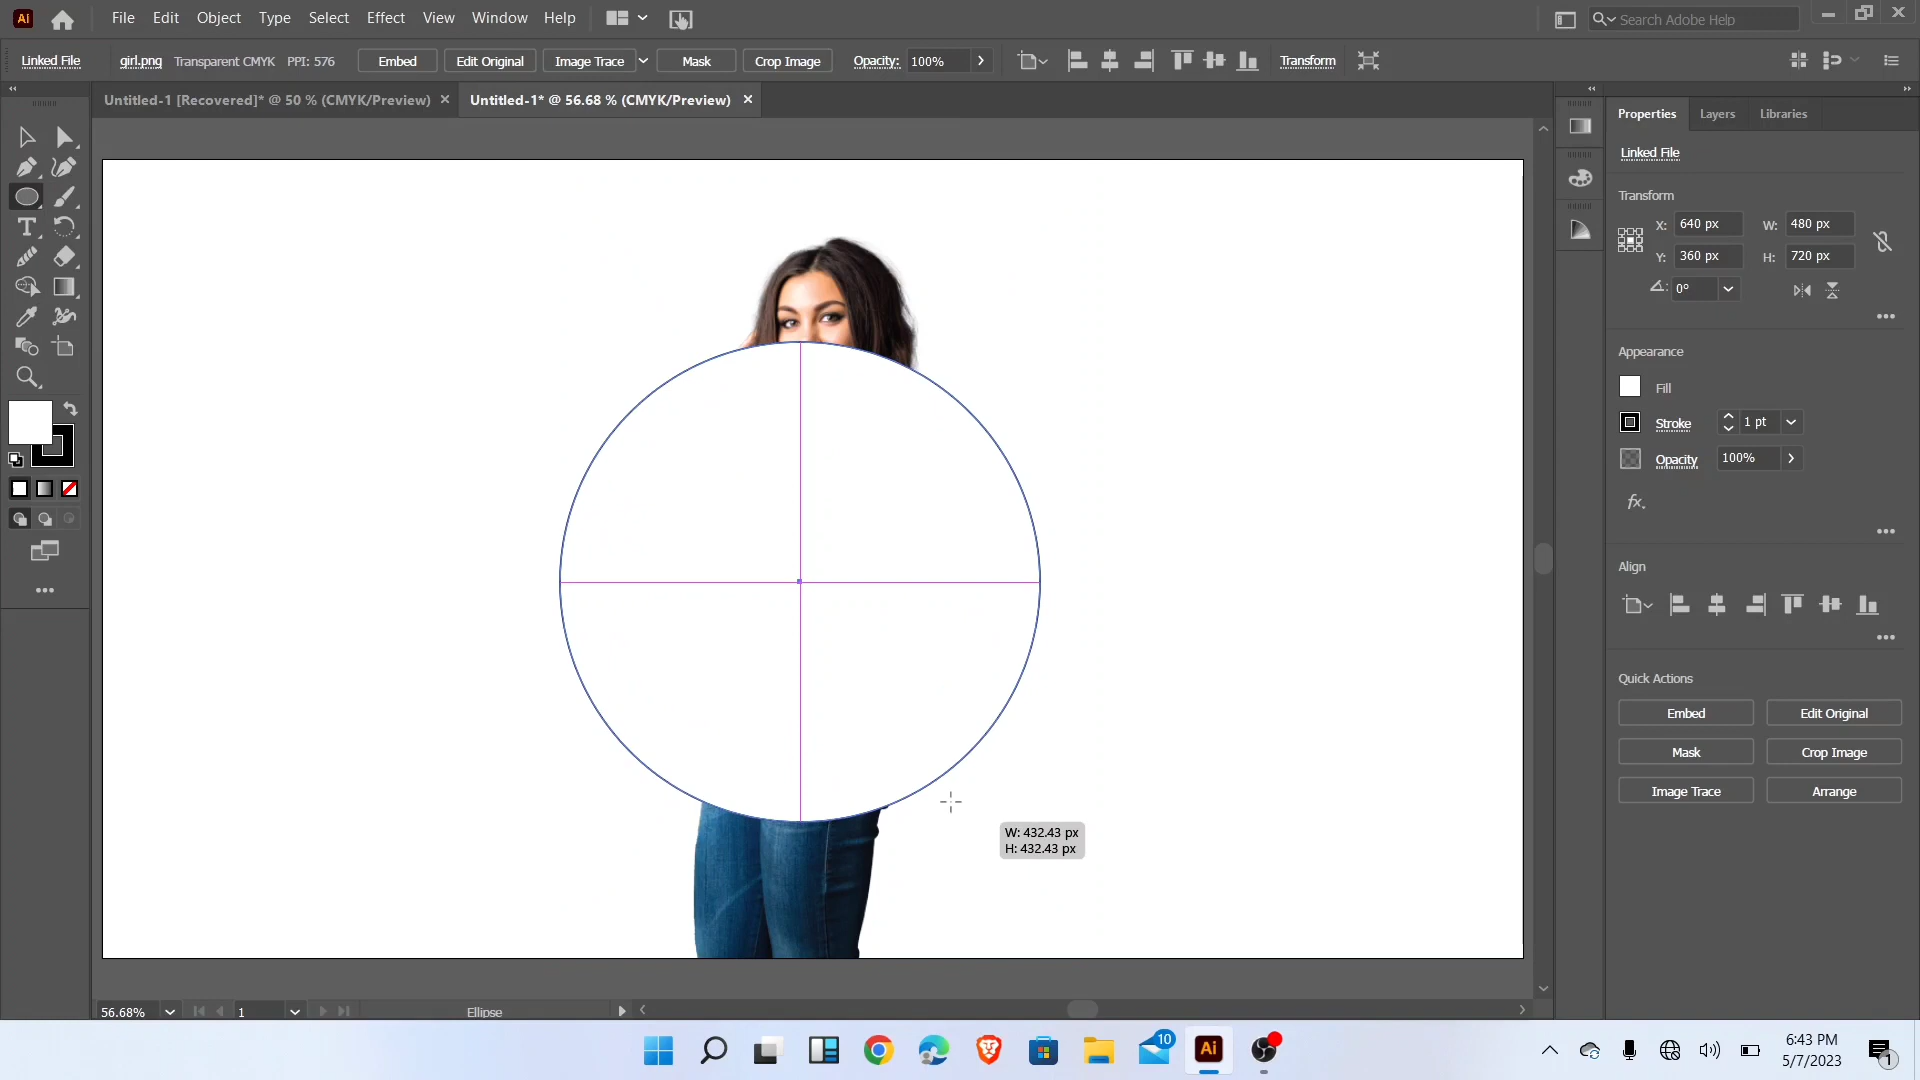 Ai File Edit Object Type Select Effect View Window Help Search Adobe Help
Linked File girl.png Transparent CMYK PPI: 576 Embed Edit Original Image Trace Mask Crop Image Opacity: 100% Transform
Untitled-1 [Recovered]* @ 50 % (CMYK/Preview) Untitled-1* @ 56.68 % (CMYK/Preview)
Properties Layers Libraries
Linked File
Transform
X: 640 px W: 480 px
Y: 360 px H: 720 px
0°
Appearance
Fill
Stroke 1 pt
Opacity 100%
fx.
Align
Quick Actions
Embed Edit Original
Mask Crop Image
Image Trace Arrange
W: 432.43 px
H: 432.43 px
56.68% 1 Ellipse
10
Ai
6:43 PM
5/7/2023
1